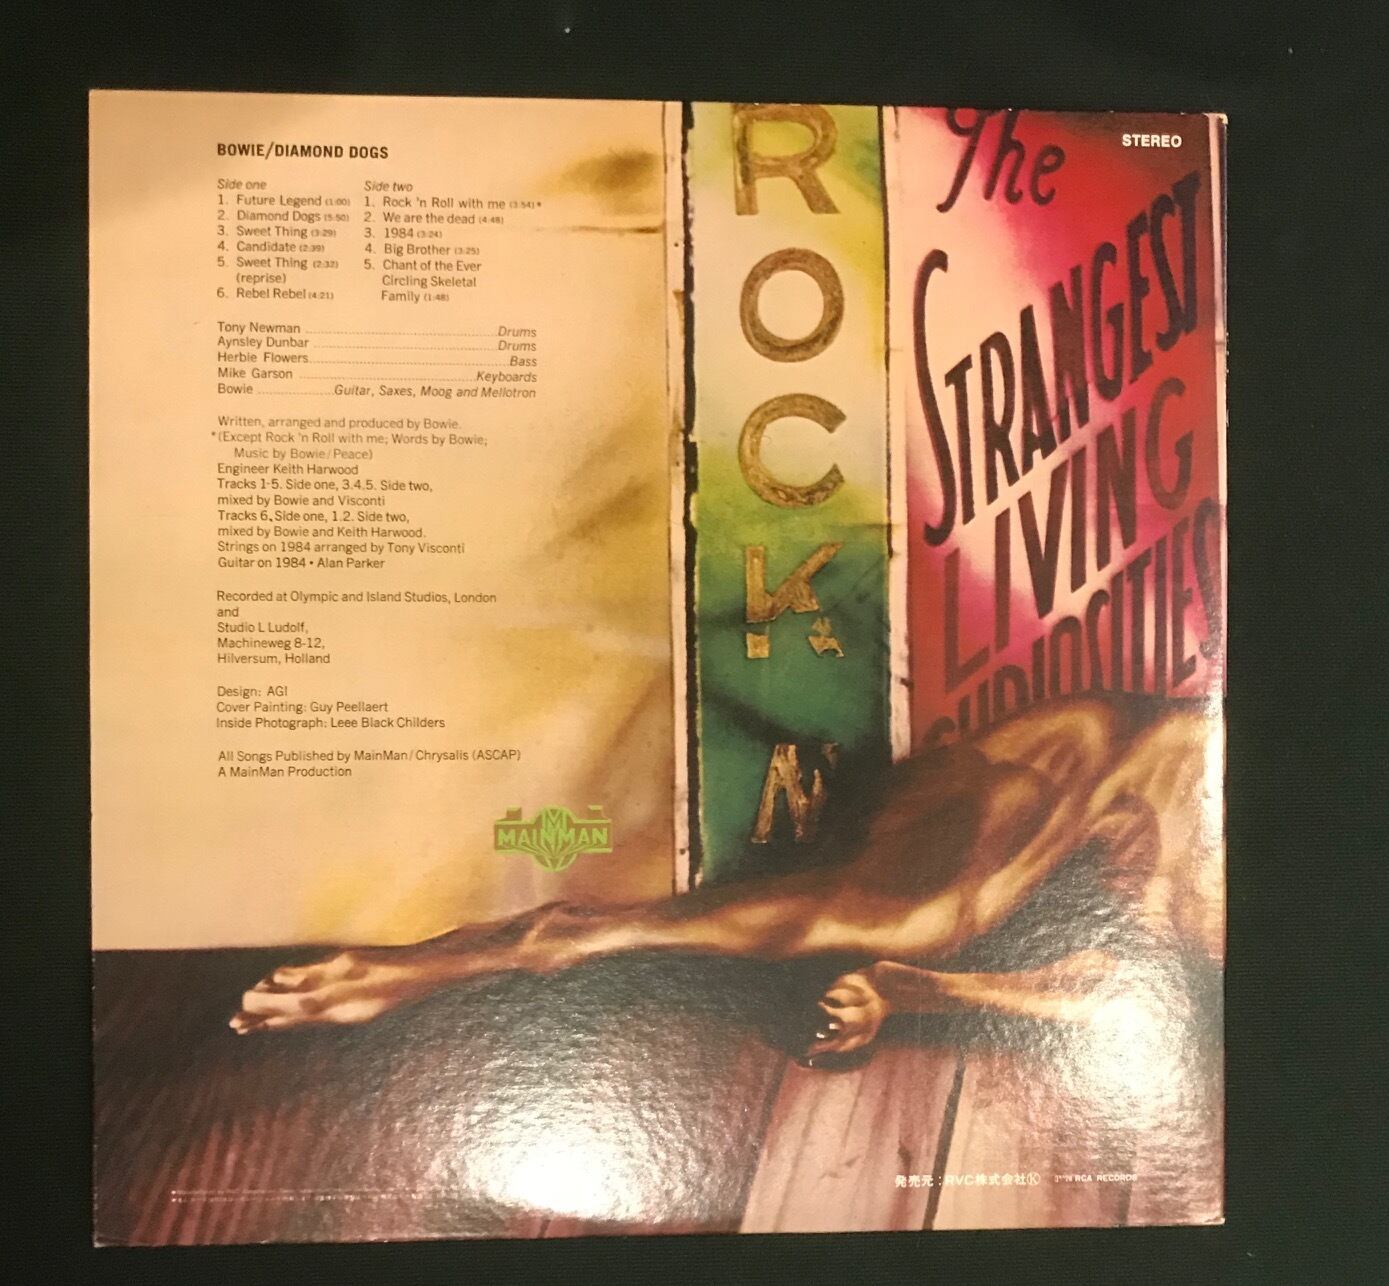 BOWIE/DIAMOND DOGS
Side one
1. Future Legend (1:00)
2. Diamond Dogs (5:50)
3. Sweet Thing (3:29)
4. Candidate (2:39)
5. Sweet Thing (2:32)
(reprise)
6. Rebel Rebel (4:21)
Side two
1. Rock 'n Roll with me (3:54)*
2. We are the dead (4:48)
3. 1984 (3:24)
4. Big Brother (3:25)
5. Chant of the Ever
Circling Skeletal
Family (1:48)
Tony Newman ........ Drums
Aynsley Dunbar ........ Drums
Herbie Flowers ........ Bass
Mike Garson ........ Keyboards
Bowie ........ Guitar, Saxes, Moog and Mellotron
Written, arranged and produced by Bowie.
*(Except Rock 'n Roll with me; Words by Bowie;
Music by Bowie/Peace)
Engineer Keith Harwood
Tracks 1-5. Side one, 3.4.5. Side two,
mixed by Bowie and Visconti
Tracks 6. Side one, 1.2. Side two,
mixed by Bowie and Keith Harwood.
Strings on 1984 arranged by Tony Visconti
Guitar on 1984 • Alan Parker
Recorded at Olympic and Island Studios, London
and
Studio L Ludolf,
Machineweg 8-12,
Hilversum, Holland
Design: AGI
Cover Painting: Guy Peellaert
Inside Photograph: Leee Black Childers
All Songs Published by MainMan/Chrysalis (ASCAP)
A MainMan Production
MAINMAN
ROCK N
STEREO
The
STRANGEST
LIVING
CURIOSITIES
発売元:RVC株式会社Ⓚ
RCA RECORDS